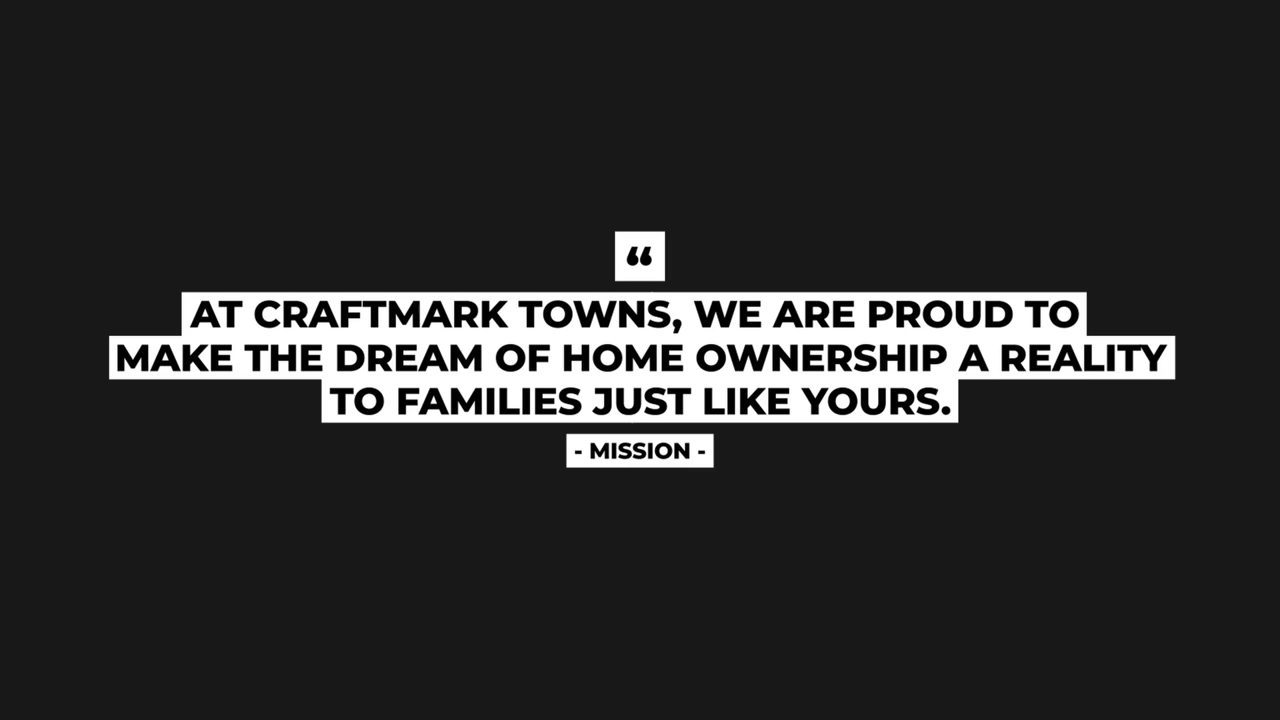 “
AT CRAFTMARK TOWNS, WE ARE PROUD TO
MAKE THE DREAM OF HOME OWNERSHIP A REALITY
TO FAMILIES JUST LIKE YOURS.
- MISSION -